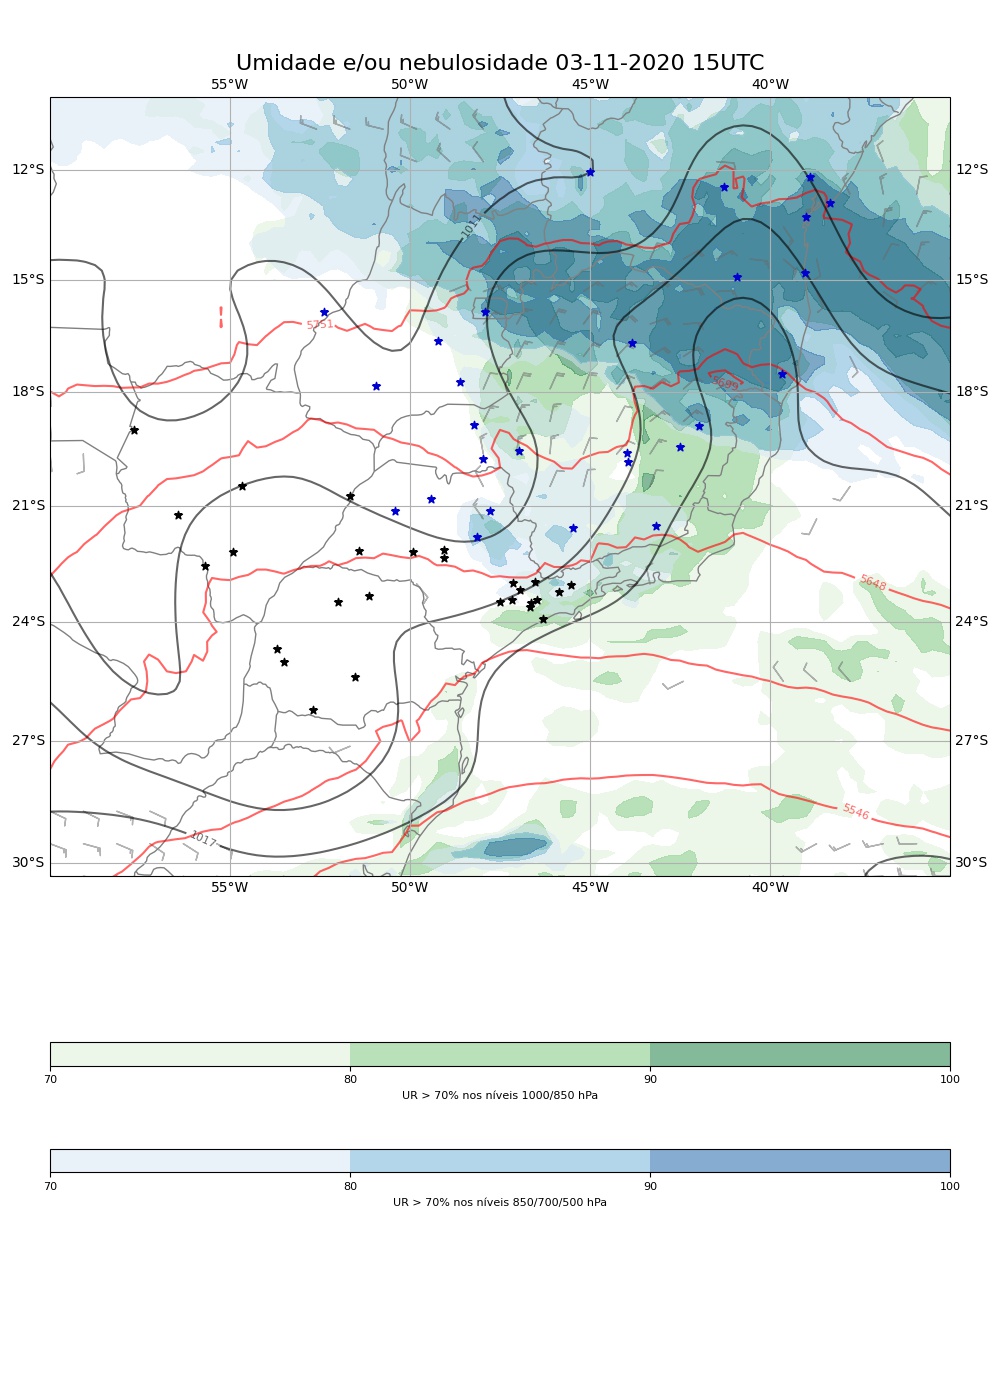 Umidade e/ou nebulosidade 03-11-2020 15UTC
55°W 50°W 45°W 40°W
12°S 12°S
1011
15°S 15°S
5751
5699
18°S 18°S
21°S 21°S
5648
24°S 24°S
27°S 27°S
5546
1017
30°S 30°S
55°W 50°W 45°W 40°W
70 80 90 100
UR > 70% nos níveis 1000/850 hPa
70 80 90 100
UR > 70% nos níveis 850/700/500 hPa